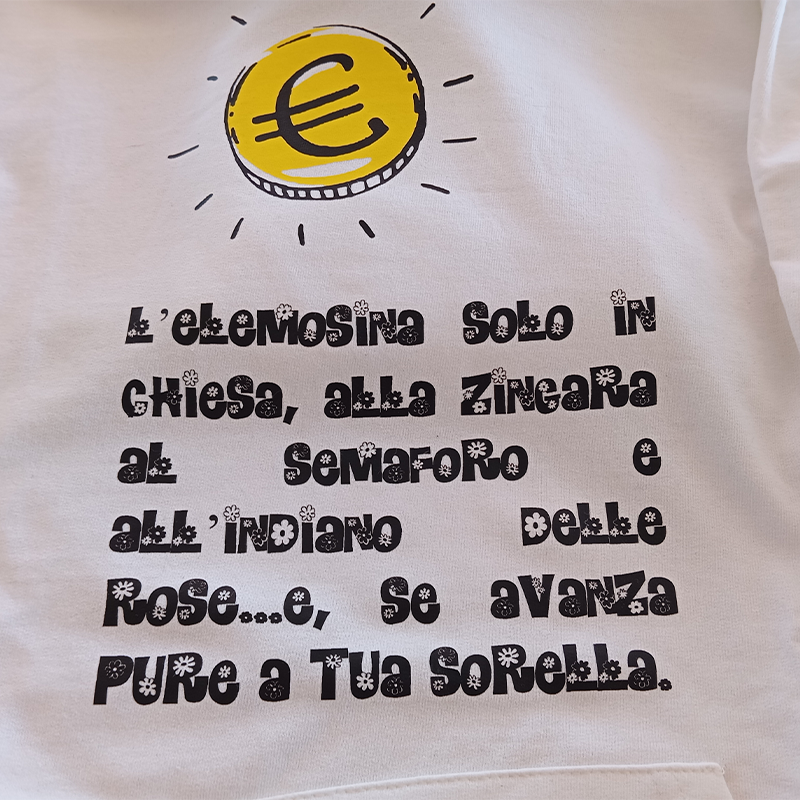 €
L'ELEMOSINA SOLO IN
CHIESA, ALLA ZINGARA
AL SEMAFORO E
ALL'INDIANO DELLE
ROSE...E, SE AVANZA
PURE A TUA SORELLA.